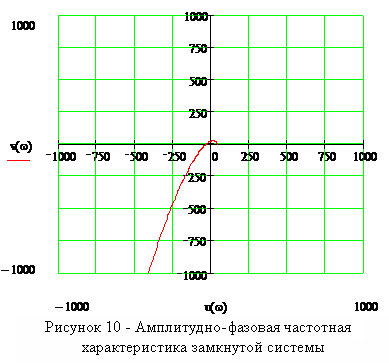 1000
1000
750
500
250
v(ω)
-1000 -750 -500 -250 0 250 500 750 1000
-250
-500
-750
-1000
-1000
-1000 u(ω) 1000
Рисунок 10 - Амплитудно-фазовая частотная
характеристика замкнутой системы